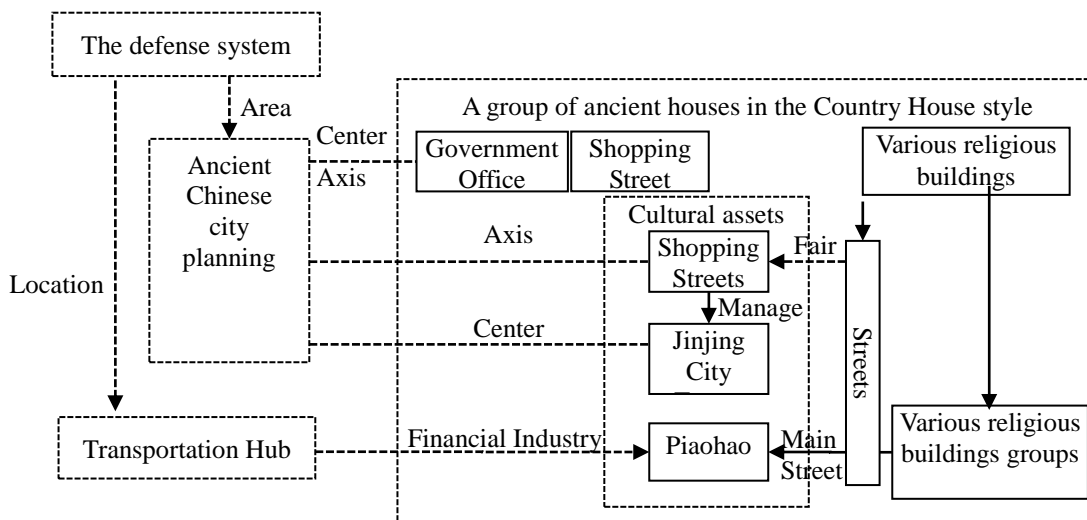 The defense system
Area
A group of ancient houses in the Country House style
Center
Axis
Government
Office
Shopping
Street
Various religious
buildings
Ancient
Chinese
city
planning
Cultural assets
Axis
Shopping
Streets
Fair
Location
Manage
Center
Jinjing
City
Streets
Transportation Hub
Financial Industry
Piaohao
Main
Street
Various religious
buildings groups